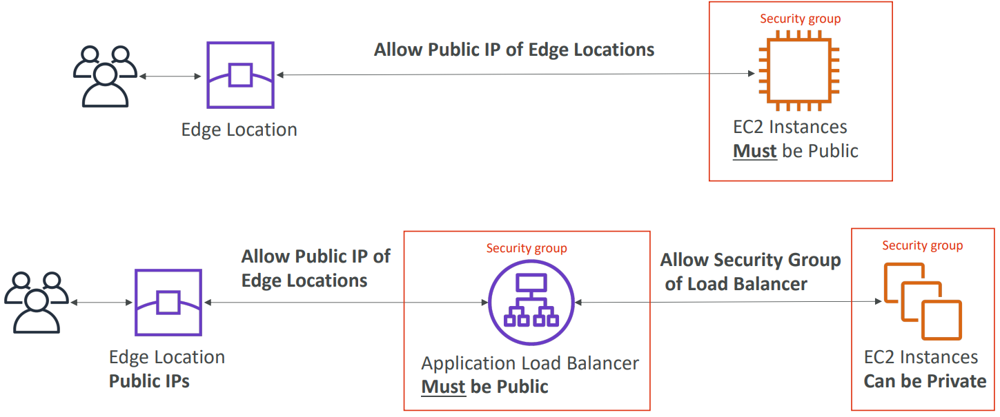 Security group
Allow Public IP of Edge Locations
Edge Location
EC2 Instances
Must be Public
Allow Public IP of
Edge Locations
Security group
Allow Security Group
of Load Balancer
Security group
Edge Location
Public IPs
Application Load Balancer
Must be Public
EC2 Instances
Can be Private